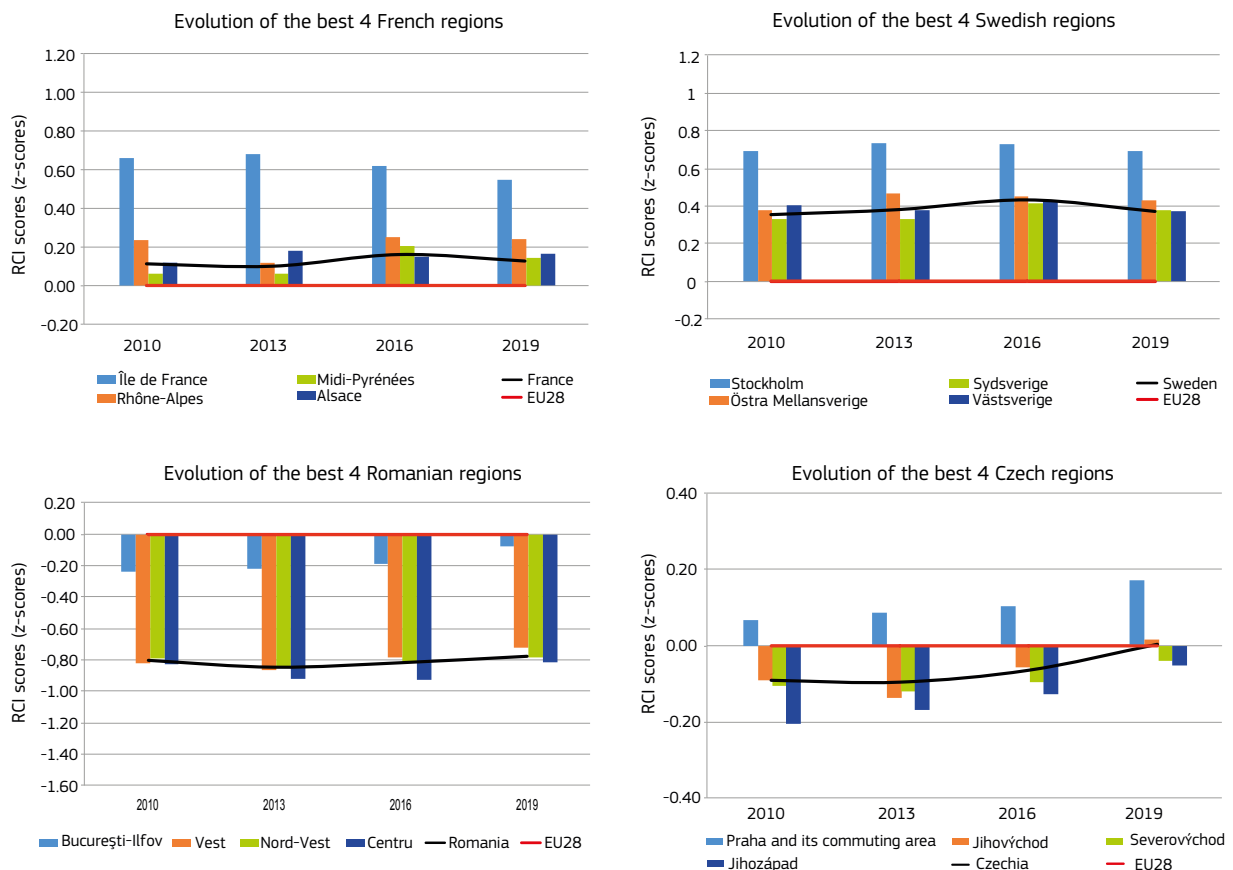 Evolution of the best 4 French regions
RCI scores (z-scores)
1.20
1.00
0.80
0.60
0.40
0.20
0.00
-0.20
2010 2013 2016 2019
Île de France Midi-Pyrénées France
Rhône-Alpes Alsace EU28
Evolution of the best 4 Swedish regions
RCI scores (z-scores)
1.2
1
0.8
0.6
0.4
0.2
0
-0.2
2010 2013 2016 2019
Stockholm Sydsverige Sweden
Östra Mellansverige Västsverige EU28
Evolution of the best 4 Romanian regions
RCI scores (z-scores)
0.20
0.00
-0.20
-0.40
-0.60
-0.80
-1.00
-1.20
-1.40
-1.60
2010 2013 2016 2019
Bucureşti-Ilfov Vest Nord-Vest Centru Romania EU28
Evolution of the best 4 Czech regions
RCI scores (z-scores)
0.40
0.20
0.00
-0.20
-0.40
2010 2013 2016 2019
Praha and its commuting area Jihovýchod Severovýchod
Jihozápad Czechia EU28